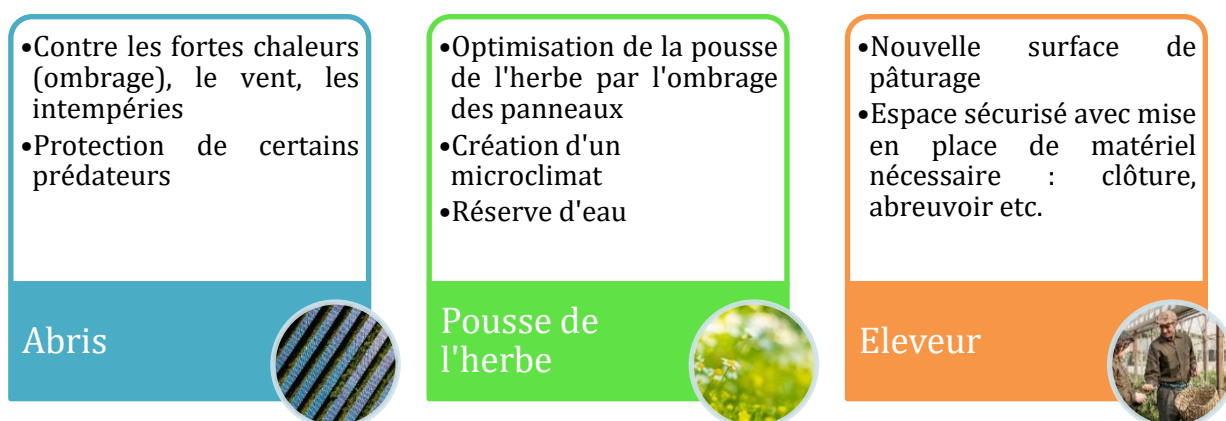 •Contre les fortes chaleurs
(ombrage), le vent, les
intempéries
•Protection de certains
prédateurs
Abris
•Optimisation de la pousse
de l'herbe par l'ombrage
des panneaux
•Création d'un
microclimat
•Réserve d'eau
Pousse de
l'herbe
•Nouvelle surface de
pâturage
•Espace sécurisé avec mise
en place de matériel
nécessaire : clôture,
abreuvoir etc.
Eleveur